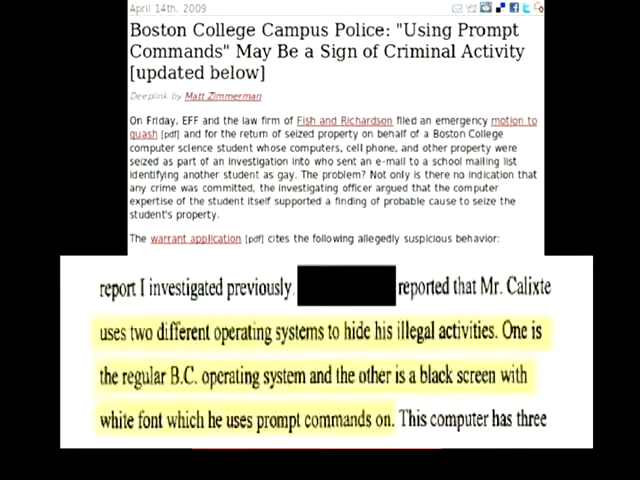 April 14th, 2009
Boston College Campus Police: "Using Prompt
Commands" May Be a Sign of Criminal Activity
[updated below]
Deeplink by Matt Zimmerman
On Friday, EFF and the law firm of Fish and Richardson filed an emergency motion to
quash [pdf] and for the return of seized property on behalf of a Boston College
computer science student whose computers, cell phone, and other property were
seized as part of an investigation into who sent an e-mail to a school mailing list
identifying another student as gay. The problem? Not only is there no indication that
any crime was committed, the investigating officer argued that the computer
expertise of the student itself supported a finding of probable cause to seize the
student's property.
The warrant application [pdf] cites the following allegedly suspicious behavior:
report I investigated previously. reported that Mr. Calixte
uses two different operating systems to hide his illegal activities. One is
the regular B.C. operating system and the other is a black screen with
white font which he uses prompt commands on. This computer has three